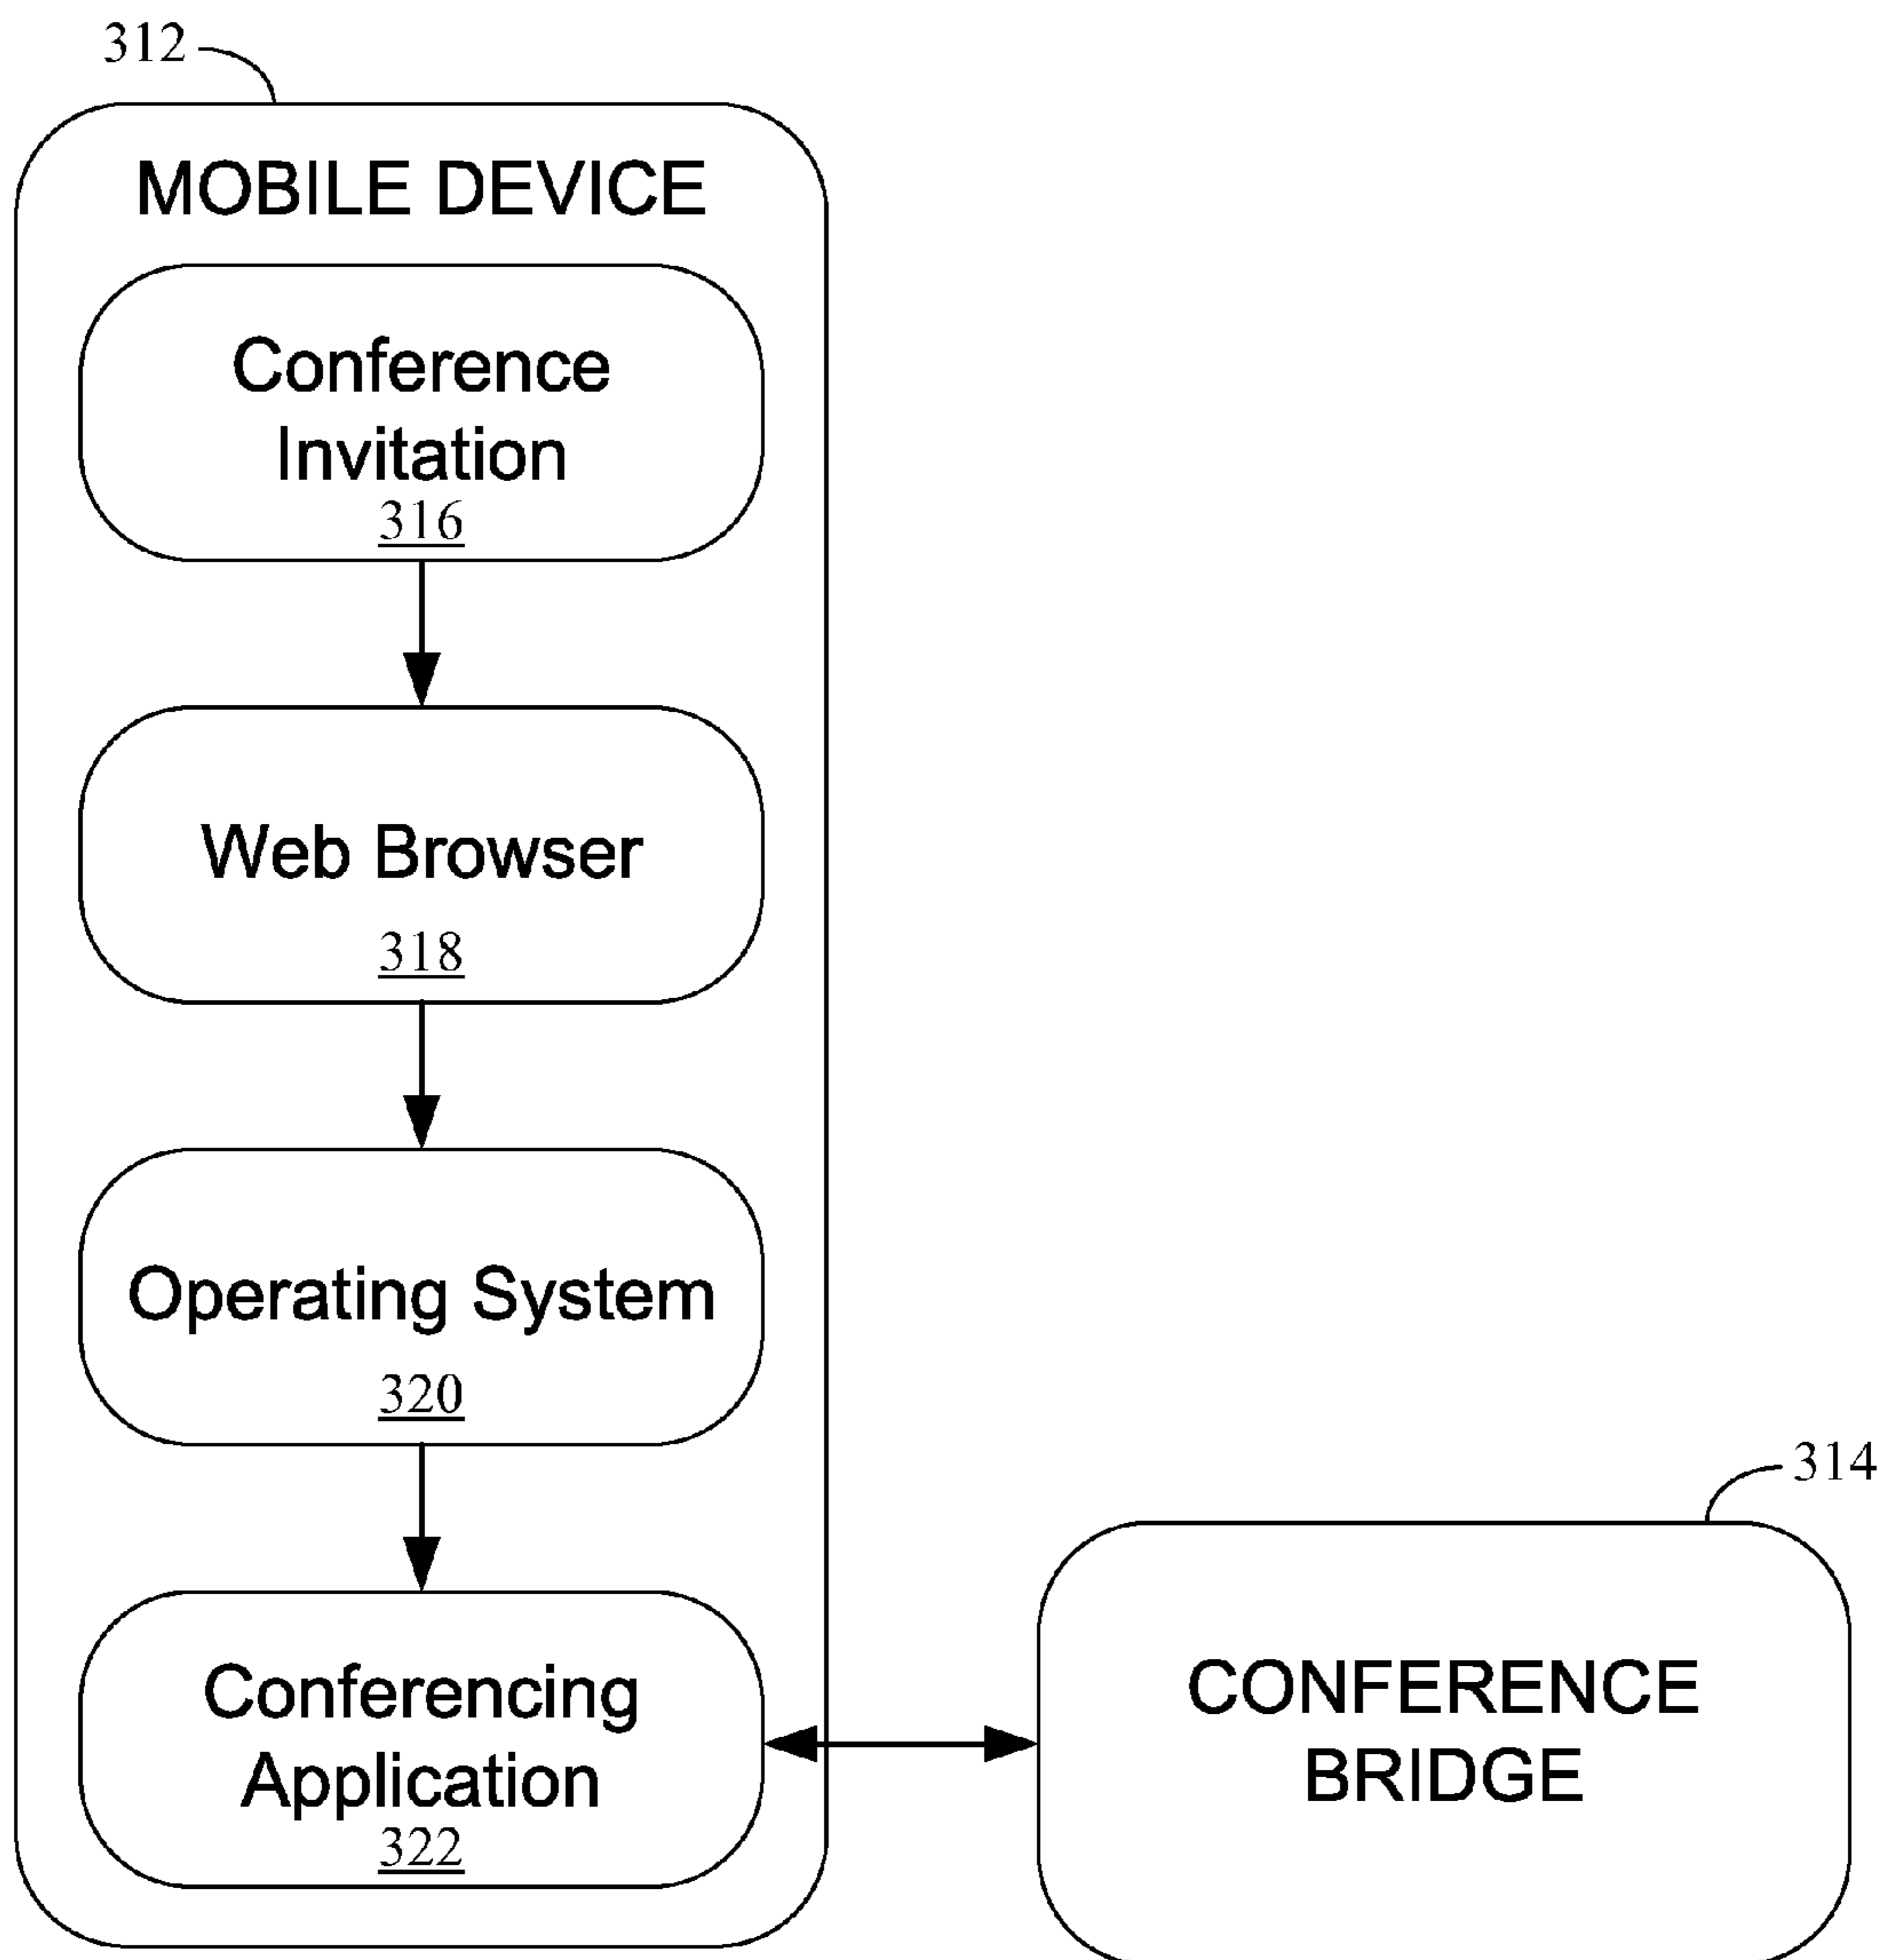 312
MOBILE DEVICE
Conference
Invitation
316
Web Browser
318
Operating System
320
Conferencing
Application
322
314
CONFERENCE
BRIDGE